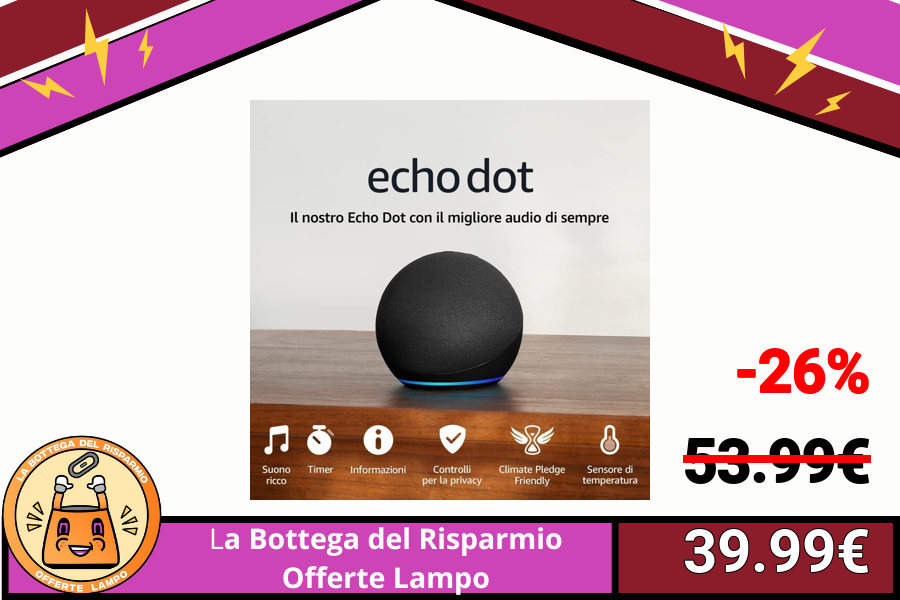 echo dot
Il nostro Echo Dot con il migliore audio di sempre
Suono
ricco
Timer
Informazioni
Controlli
per la privacy
Climate Pledge
Friendly
Sensore di
temperatura
-26%
53.99€
39.99€
LA BOTTEGA DEL RISPARMIO
OFFERTE LAMPO
La Bottega del Risparmio
Offerte Lampo